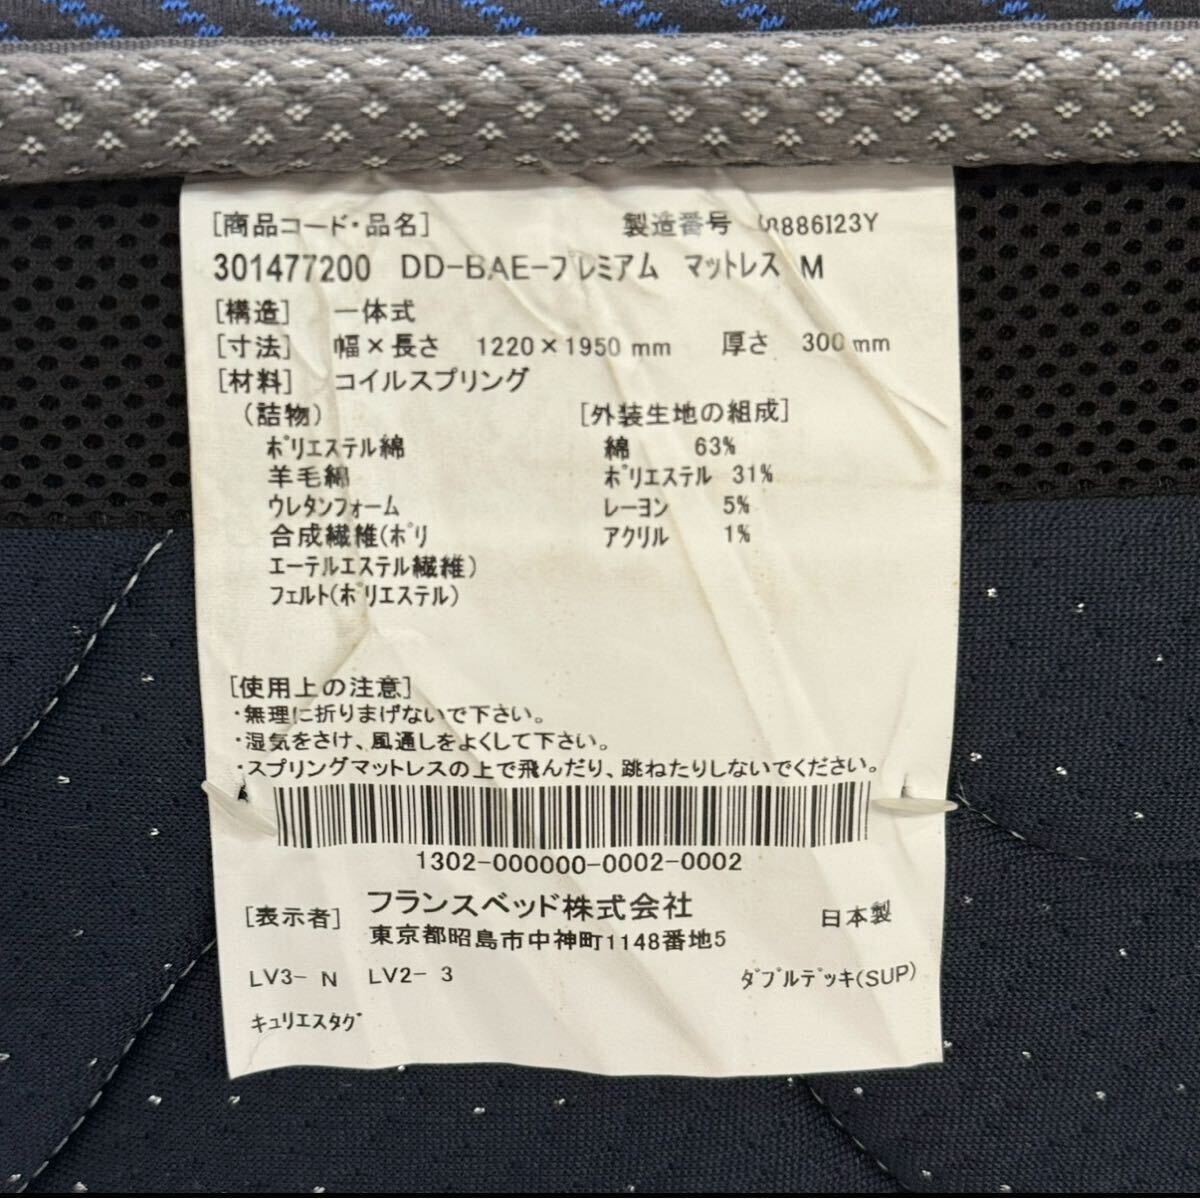 [商品コード・品名] 製造番号 0886I23Y
301477200 DD-BAE-プレミアム マットレス M
[構造] 一体式
[寸法] 幅×長さ 1220×1950mm 厚さ 300mm
[材料] コイルスプリング
(詰物) [外装生地の組成]
ポリエステル綿 綿 63%
羊毛綿 ポリエステル 31%
ウレタンフォーム レーヨン 5%
合成繊維(ポリ アクリル 1%
エーテルエステル繊維)
フェルト(ポリエステル)
[使用上の注意]
・無理に折りまげないで下さい。
・湿気をさけ、風通しをよくして下さい。
・スプリングマットレスの上で飛んだり、跳ねたりしないでください。
1302-000000-0002-0002
[表示者] フランスベッド株式会社 日本製
東京都昭島市中神町1148番地5
LV3- N LV2- 3 ダブルデッキ(SUP)
キュリエスタグ